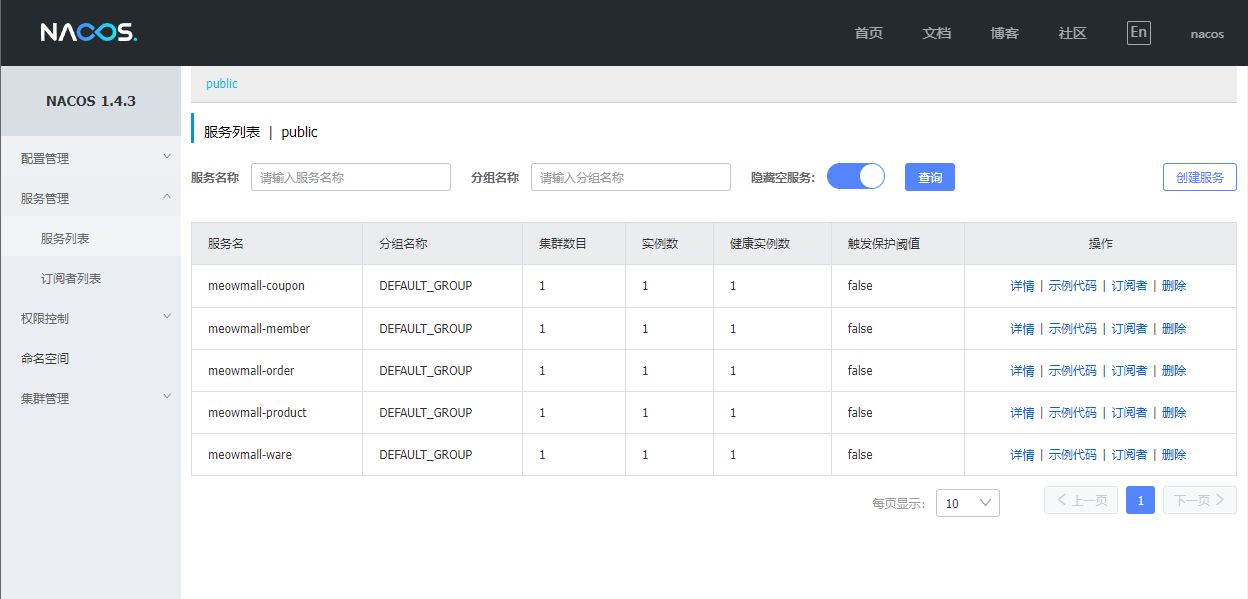 NACOS.
首页 文档 博客 社区 En nacos
NACOS 1.4.3
配置管理
服务管理
服务列表
订阅者列表
权限控制
命名空间
集群管理
public
服务列表 | public
服务名称 请输入服务名称 分组名称 请输入分组名称 隐藏空服务: 查询 创建服务
服务名 分组名称 集群数目 实例数 健康实例数 触发保护阈值 操作
meowmall-coupon DEFAULT_GROUP 1 1 1 false 详情 | 示例代码 | 订阅者 | 删除
meowmall-member DEFAULT_GROUP 1 1 1 false 详情 | 示例代码 | 订阅者 | 删除
meowmall-order DEFAULT_GROUP 1 1 1 false 详情 | 示例代码 | 订阅者 | 删除
meowmall-product DEFAULT_GROUP 1 1 1 false 详情 | 示例代码 | 订阅者 | 删除
meowmall-ware DEFAULT_GROUP 1 1 1 false 详情 | 示例代码 | 订阅者 | 删除
每页显示: 10 上一页 1 下一页